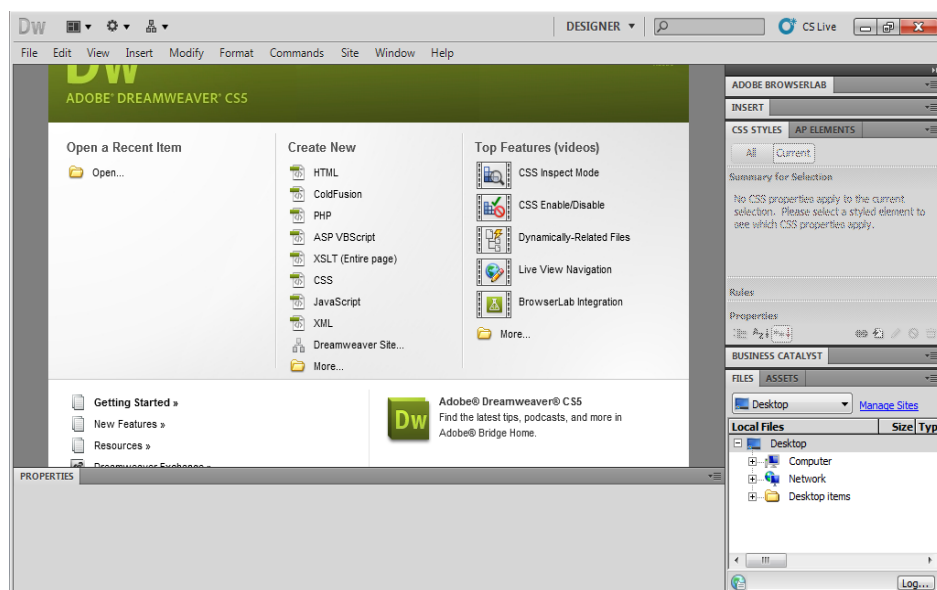 Dw
DESIGNER
CS Live
File Edit View Insert Modify Format Commands Site Window Help
Dw
ADOBE® DREAMWEAVER® CS5
Open a Recent Item
Open...
Create New
HTML
ColdFusion
PHP
ASP VBScript
XSLT (Entire page)
CSS
JavaScript
XML
Dreamweaver Site...
More...
Top Features (videos)
CSS Inspect Mode
CSS Enable/Disable
Dynamically-Related Files
Live View Navigation
BrowserLab Integration
More...
Getting Started »
New Features »
Resources »
Dreamweaver Exchange »
Dw
Adobe® Dreamweaver® CS5
Find the latest tips, podcasts, and more in
Adobe® Bridge Home.
PROPERTIES
ADOBE BROWSERLAB
INSERT
CSS STYLES AP ELEMENTS
All Current
Summary for Selection
No CSS properties apply to the current
selection. Please select a styled element to
see which CSS properties apply.
Rules
Properties
BUSINESS CATALYST
FILES ASSETS
Desktop Manage Sites
Local Files Size Typ
Desktop
Computer
Network
Desktop items
Log...